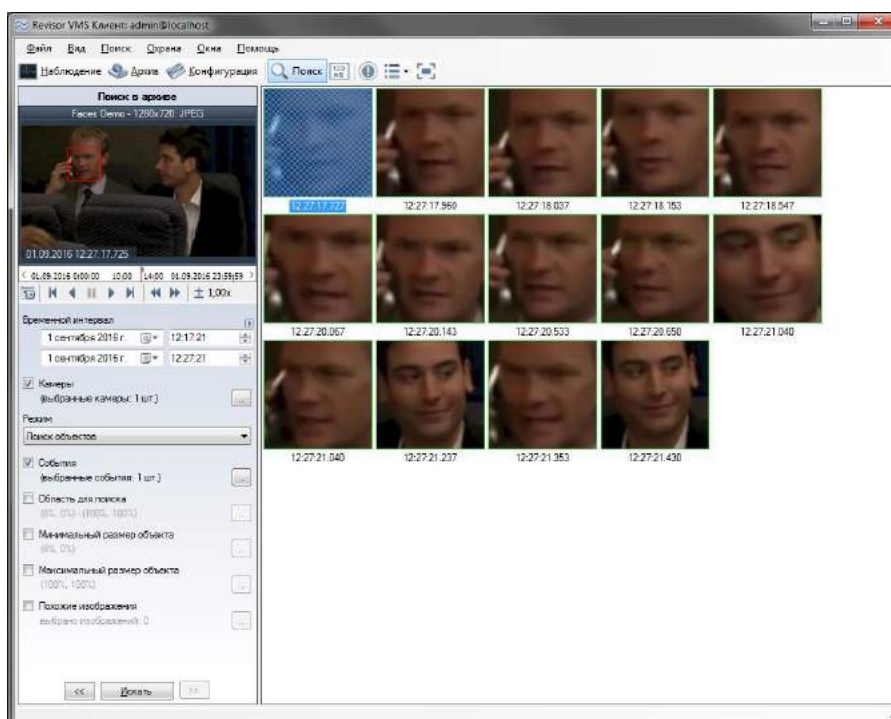 Revisor VMS Клиент: admin@localhost
Файл Вид Поиск Охрана Окна Помощь
Наблюдение Архив Конфигурация Поиск
Поиск в архиве
Faces Demo - 1280x720, JPEG
01.09.2016 12:27:17.725
01.09.2016 0:00:00 10:00 14:00 01.09.2016 23:59:59
1,00x
Временной интервал
1 сентября 2016 г. 12:17:21
1 сентября 2016 г. 12:27:21
Камеры
(выбранные камеры: 1 шт.)
Режим
Поиск объектов
События
(выбранные события: 1 шт.)
Область для поиска
(0%, 0%) - (100%, 100%)
Минимальный размер объекта
(0%, 0%)
Максимальный размер объекта
(100%, 100%)
Похожие изображения
выбрано изображений: 0
<< Искать >>
12:27:17.727 12:27:17.960 12:27:18.037 12:27:18.153 12:27:18.547
12:27:20.067 12:27:20.143 12:27:20.533 12:27:20.650 12:27:21.040
12:27:21.040 12:27:21.237 12:27:21.353 12:27:21.430